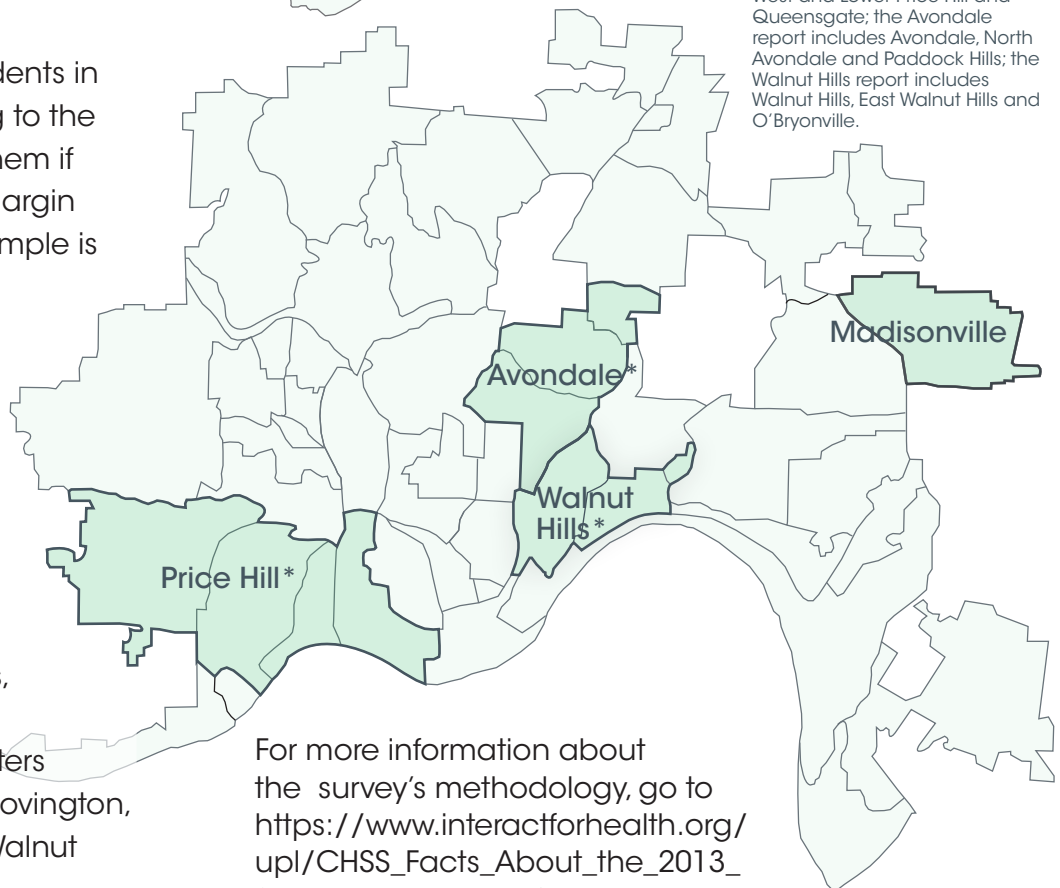 West and Lower Price Hill and
Queensgate; the Avondale
report includes Avondale, North
Avondale and Paddock Hills; the
Walnut Hills report includes
Walnut Hills, East Walnut Hills and
O’Bryonville.
dents in
g to the
hem if
argin
mple is
Madisonville
Avondale*
Walnut
Hills*
Price Hill*
s,
ters
ovington,
Walnut
For more information about
the survey’s methodology, go to
https://www.interactforhealth.org/
upl/CHSS_Facts_About_the_2013_